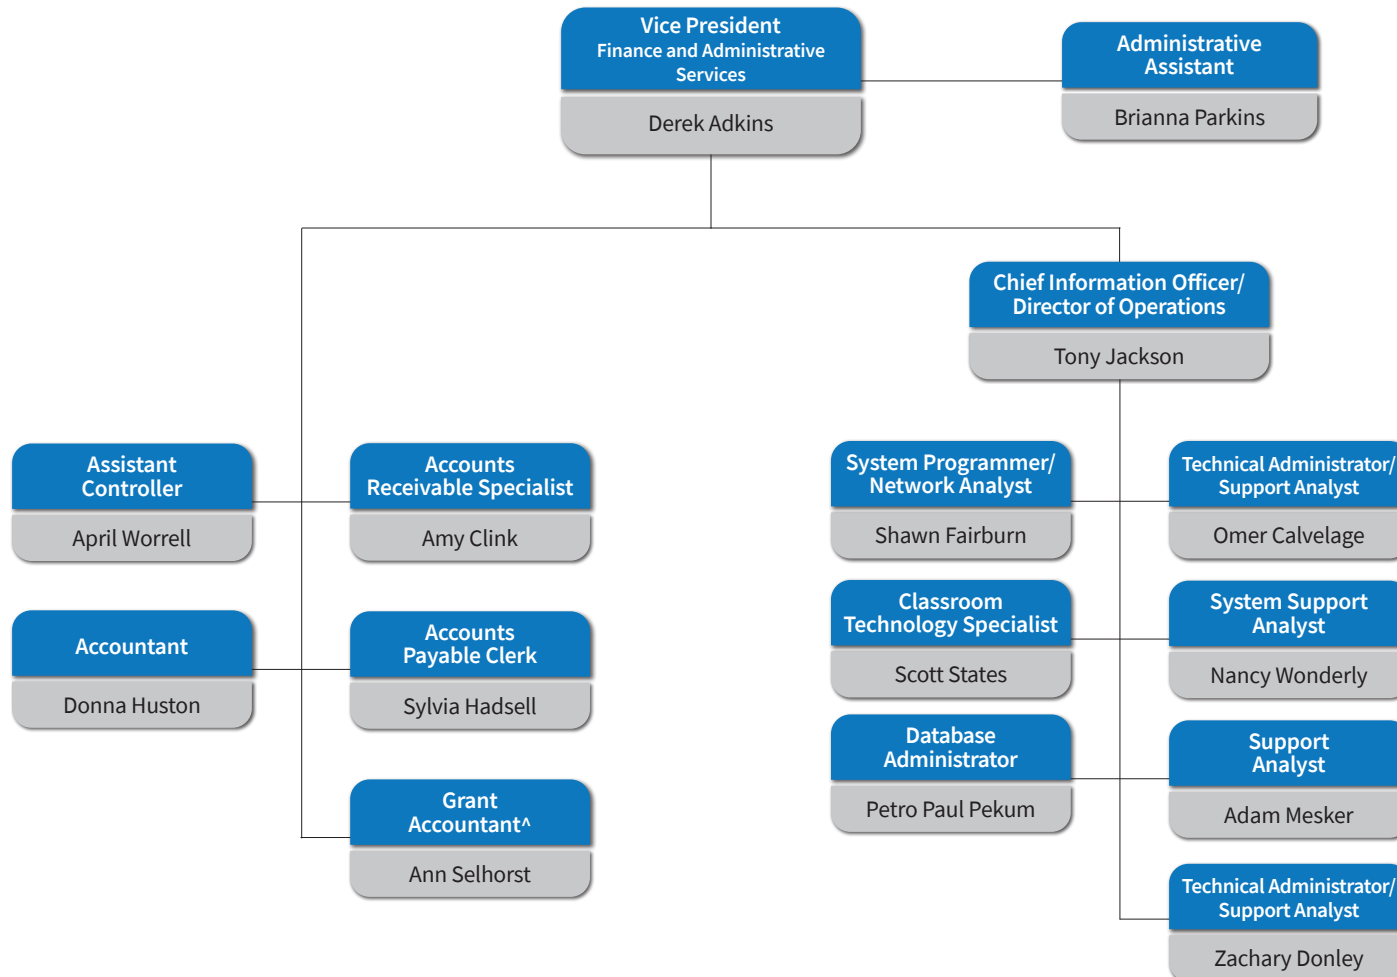 Vice President
Finance and Administrative
Services
Derek Adkins
Administrative
Assistant
Brianna Parkins
Chief Information Officer/
Director of Operations
Tony Jackson
Assistant
Controller
April Worrell
Accounts
Receivable Specialist
Amy Clink
System Programmer/
Network Analyst
Shawn Fairburn
Technical Administrator/
Support Analyst
Omer Calvelage
Accountant
Donna Huston
Accounts
Payable Clerk
Sylvia Hadsell
Classroom
Technology Specialist
Scott States
System Support
Analyst
Nancy Wonderly
Grant
Accountant^
Ann Selhorst
Database
Administrator
Petro Paul Pekum
Support
Analyst
Adam Mesker
Technical Administrator/
Support Analyst
Zachary Donley